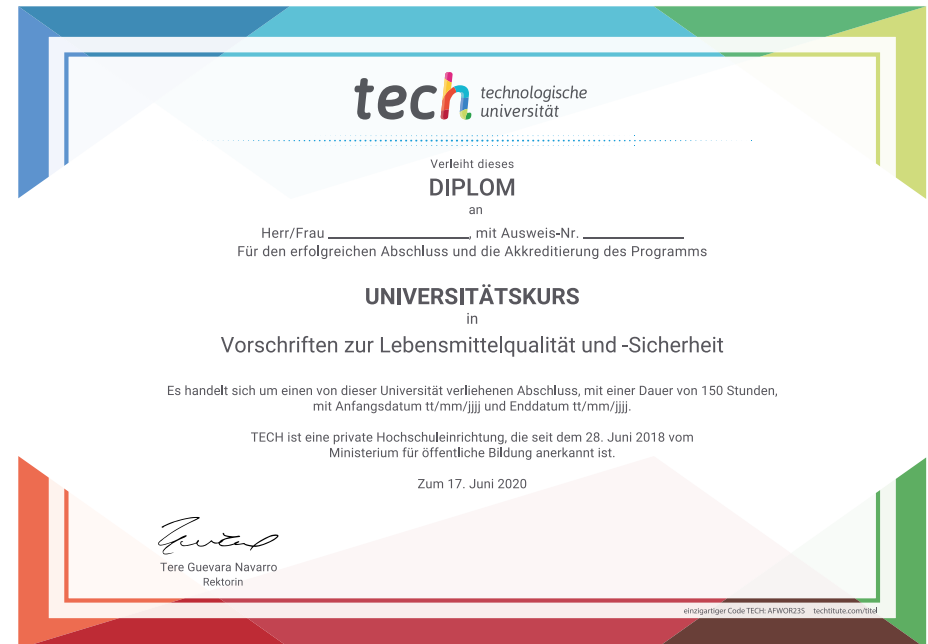 tech technologische
universität
Verleiht dieses
DIPLOM
an
Herr/Frau ____________________, mit Ausweis-Nr. ______________
Für den erfolgreichen Abschluss und die Akkreditierung des Programms
UNIVERSITÄTSKURS
in
Vorschriften zur Lebensmittelqualität und -Sicherheit
Es handelt sich um einen von dieser Universität verliehenen Abschluss, mit einer Dauer von 150 Stunden,
mit Anfangsdatum tt/mm/jjjj und Enddatum tt/mm/jjjj.
TECH ist eine private Hochschuleinrichtung, die seit dem 28. Juni 2018 vom
Ministerium für öffentliche Bildung anerkannt ist.
Zum 17. Juni 2020
Tere Guevara Navarro
Rektorin
einzigartiger Code TECH: AFWOR23S techtitute.com/titel